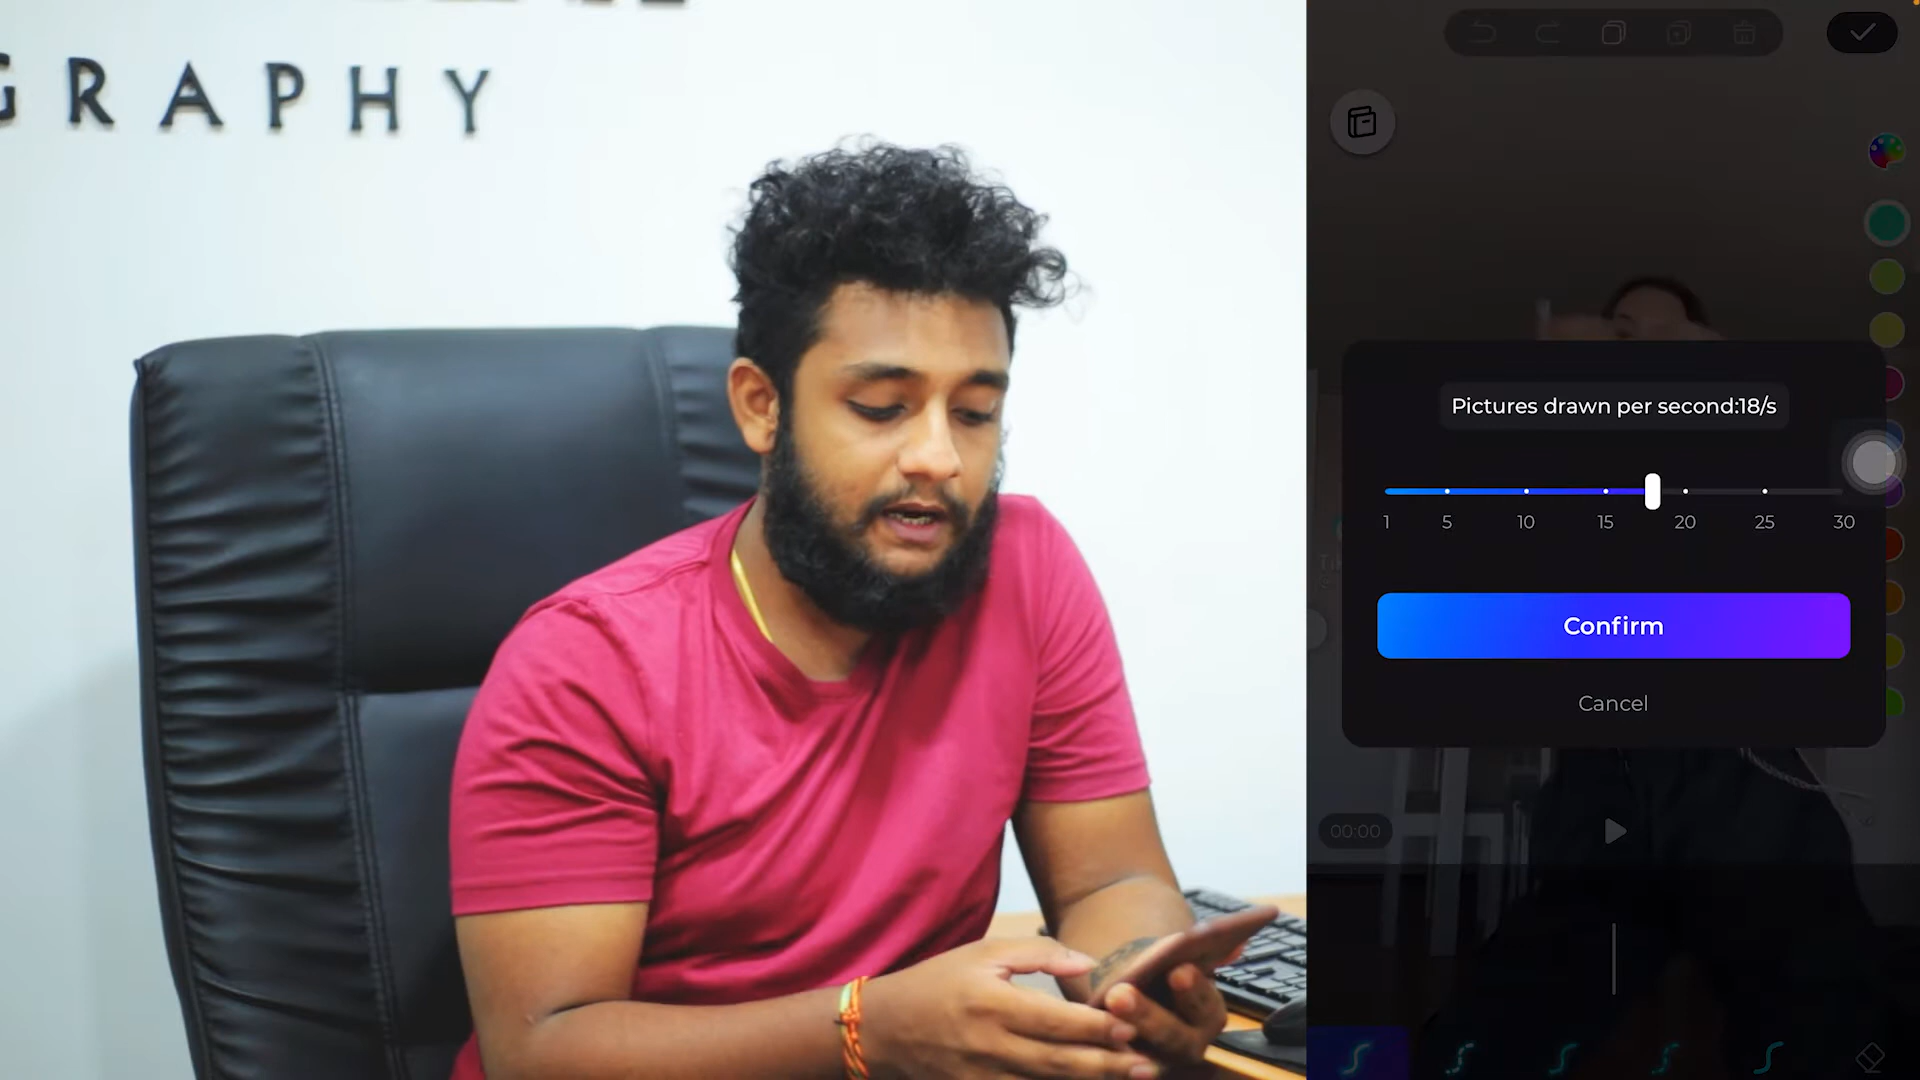 GRAPHY
Pictures drawn per second:18/s
1 5 10 15 20 25 30
Confirm
Cancel
00:00